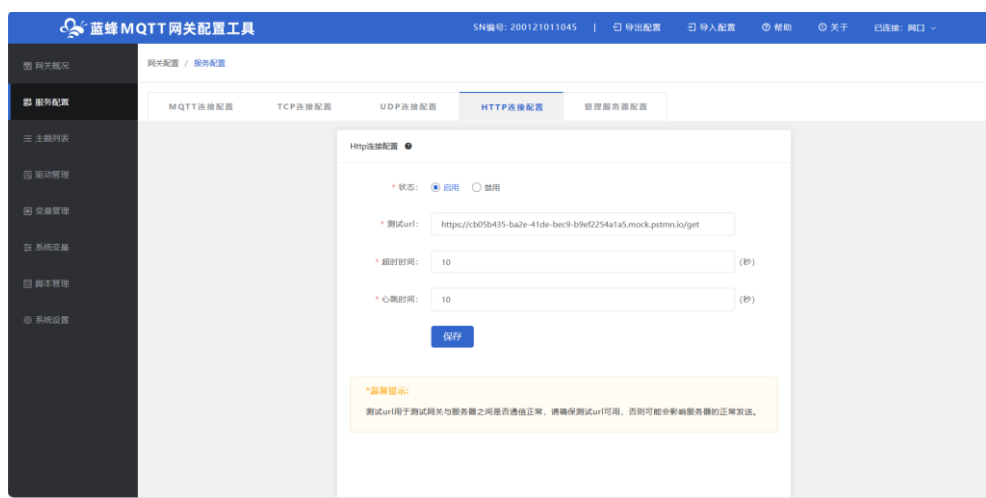 蓝蜂MQTT网关配置工具
SN编号: 200121011045 | 导出配置 导入配置 帮助 关于 已连接: 网口
网关概况
服务配置
主题列表
驱动管理
变量管理
系统变量
脚本管理
系统设置
网关配置 / 服务配置
MQTT连接配置 TCP连接配置 UDP连接配置 HTTP连接配置 管理服务器配置
Http连接配置
* 状态: 启用 禁用
* 测试url: https://cb05b435-ba2e-41de-bec9-b9ef2254a1a5.mock.pstmn.io/get
* 超时时间: 10 (秒)
* 心跳时间: 10 (秒)
保存
*温馨提示:
测试url用于测试网关与服务器之间是否通信正常，请确保测试url可用，否则可能会影响服务器的正常发送。